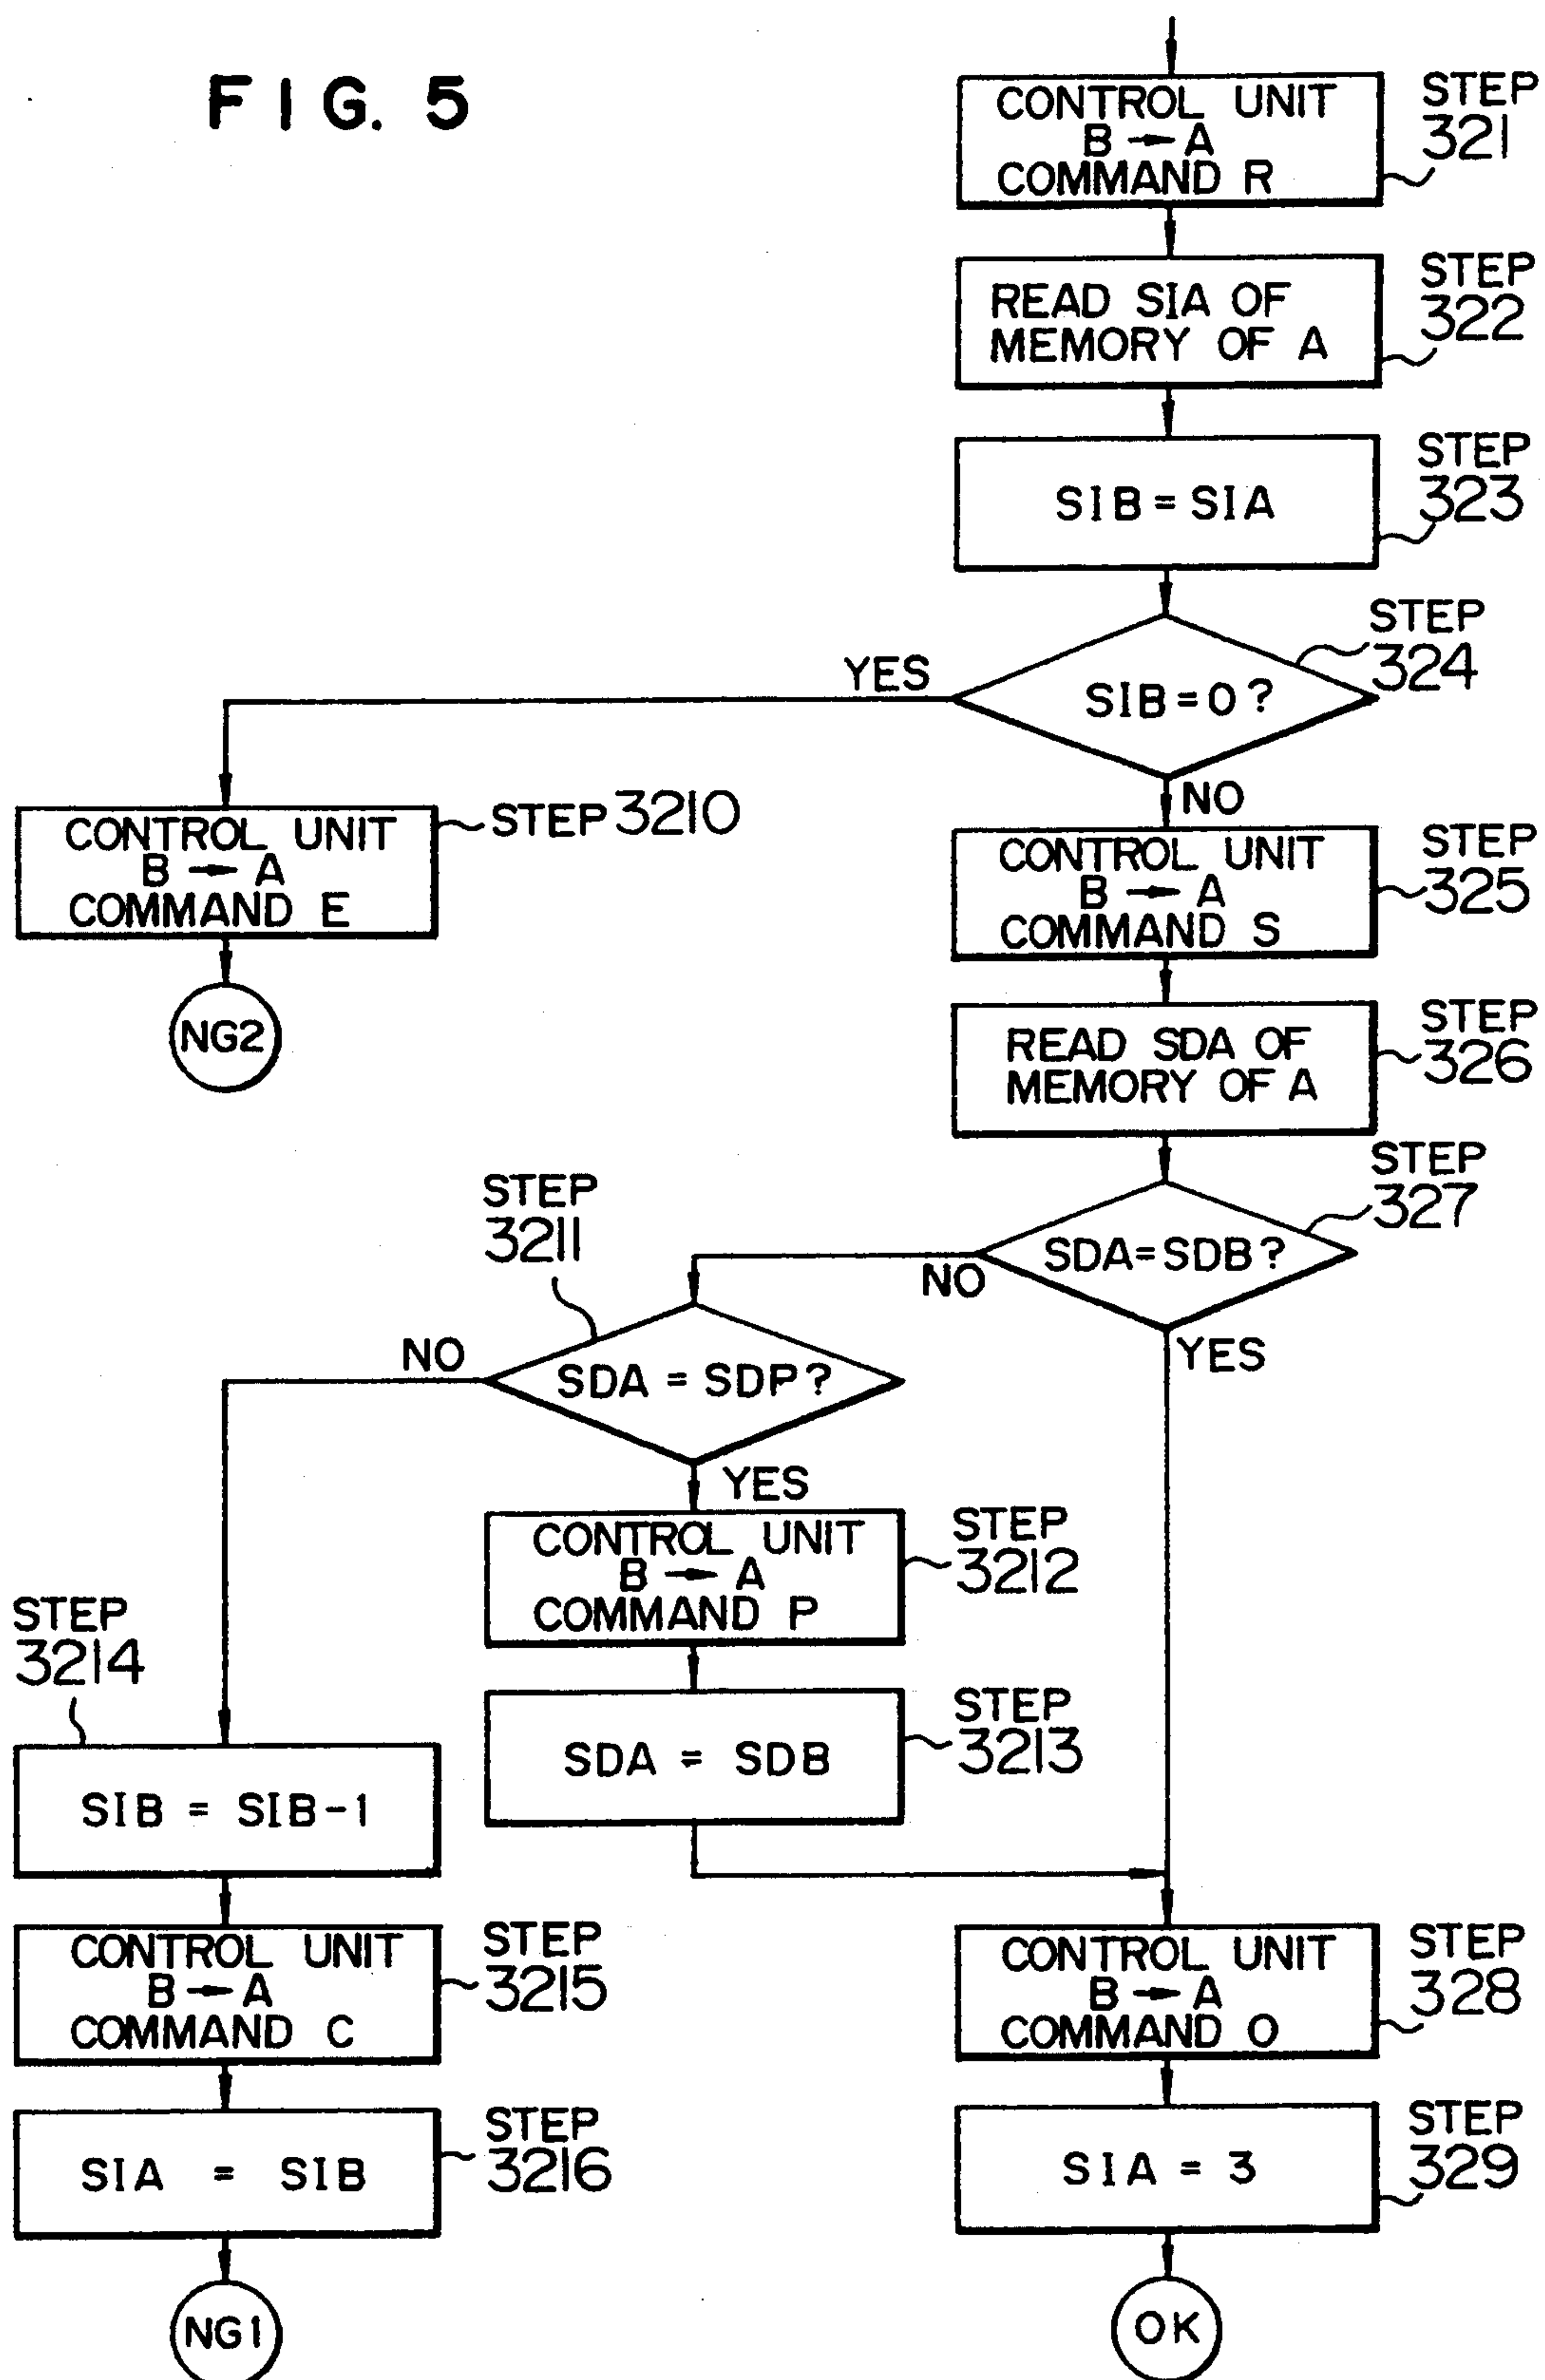 FIG. 5
CONTROL UNIT
B → A
COMMAND R
STEP
321
READ SIA OF
MEMORY OF A
STEP
322
SIB = SIA
STEP
323
SIB = 0 ?
STEP
324
YES
NO
CONTROL UNIT
B → A
COMMAND E
STEP 3210
NG2
CONTROL UNIT
B → A
COMMAND S
STEP
325
READ SDA OF
MEMORY OF A
STEP
326
SDA = SDB ?
STEP
327
NO
YES
STEP
3211
SDA = SDP ?
NO
YES
CONTROL UNIT
B → A
COMMAND P
STEP
3212
SDA = SDB
STEP
3213
STEP
3214
SIB = SIB-1
CONTROL UNIT
B → A
COMMAND C
STEP
3215
SIA = SIB
STEP
3216
NG1
CONTROL UNIT
B → A
COMMAND O
STEP
328
SIA = 3
STEP
329
OK